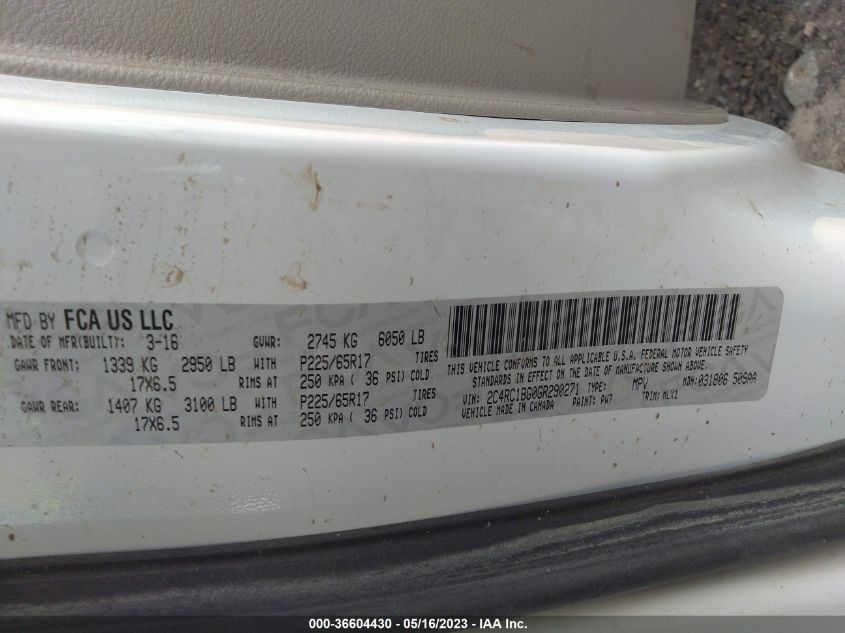 MFD BY FCA US LLC
DATE OF MFR(BUILT): 3-16 GVWR: 2745 KG 6050 LB
GAWR FRONT: 1339 KG 2950 LB WITH P225/65R17 TIRES
17X6.5 RIMS AT 250 KPA ( 36 PSI) COLD
GAWR REAR: 1407 KG 3100 LB WITH P225/65R17 TIRES
17X6.5 RIMS AT 250 KPA ( 36 PSI) COLD
THIS VEHICLE CONFORMS TO ALL APPLICABLE U.S.A. FEDERAL MOTOR VEHICLE SAFETY
STANDARDS IN EFFECT ON THE DATE OF MANUFACTURE SHOWN ABOVE.
VIN: 2C4RC1BG0GR290271 TYPE: MPV MDH: 031806 509AA
VEHICLE MADE IN CANADA PAINT: PW7 TRIM: MLX1
000-36604430 - 05/16/2023 - © IAA, Inc.